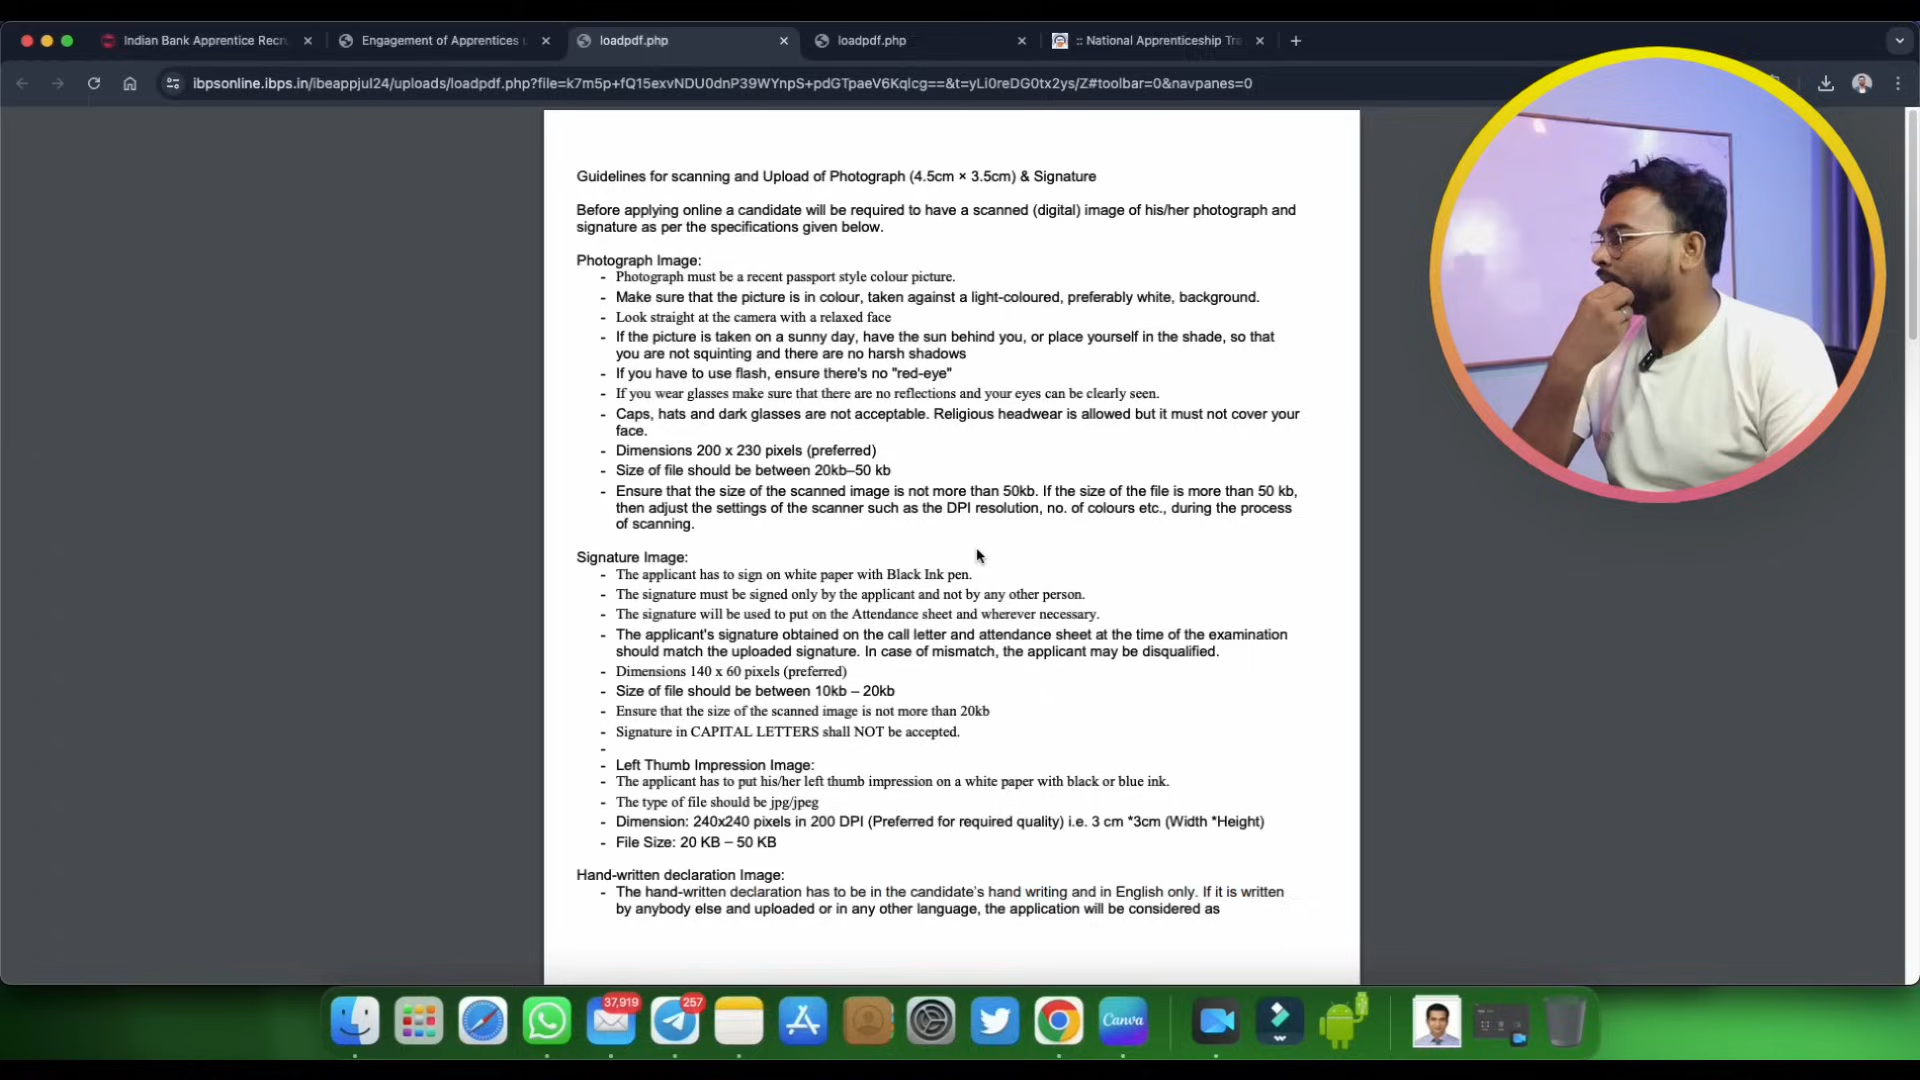 Indian Bank Apprentice Recru
Engagement of Apprentices u
loadpdf.php
loadpdf.php
:: National Apprenticeship Tra
ibpsonline.ibps.in/ibeappjul24/uploads/loadpdf.php?file=k7m5p+fQ15exvNDU0dnP39WYnpS+pdGTpaeV6Kqlcg==&t=yLi0reDG0tx2ys/Z#toolbar=0&navpanes=0
Guidelines for scanning and Upload of Photograph (4.5cm × 3.5cm) & Signature
Before applying online a candidate will be required to have a scanned (digital) image of his/her photograph and
signature as per the specifications given below.
Photograph Image:
- Photograph must be a recent passport style colour picture.
- Make sure that the picture is in colour, taken against a light-coloured, preferably white, background.
- Look straight at the camera with a relaxed face
- If the picture is taken on a sunny day, have the sun behind you, or place yourself in the shade, so that
you are not squinting and there are no harsh shadows
- If you have to use flash, ensure there's no "red-eye"
- If you wear glasses make sure that there are no reflections and your eyes can be clearly seen.
- Caps, hats and dark glasses are not acceptable. Religious headwear is allowed but it must not cover your
face.
- Dimensions 200 x 230 pixels (preferred)
- Size of file should be between 20kb–50 kb
- Ensure that the size of the scanned image is not more than 50kb. If the size of the file is more than 50 kb,
then adjust the settings of the scanner such as the DPI resolution, no. of colours etc., during the process
of scanning.
Signature Image:
- The applicant has to sign on white paper with Black Ink pen.
- The signature must be signed only by the applicant and not by any other person.
- The signature will be used to put on the Attendance sheet and wherever necessary.
- The applicant's signature obtained on the call letter and attendance sheet at the time of the examination
should match the uploaded signature. In case of mismatch, the applicant may be disqualified.
- Dimensions 140 x 60 pixels (preferred)
- Size of file should be between 10kb – 20kb
- Ensure that the size of the scanned image is not more than 20kb
- Signature in CAPITAL LETTERS shall NOT be accepted.
-
- Left Thumb Impression Image:
- The applicant has to put his/her left thumb impression on a white paper with black or blue ink.
- The type of file should be jpg/jpeg
- Dimension: 240x240 pixels in 200 DPI (Preferred for required quality) i.e. 3 cm *3cm (Width *Height)
- File Size: 20 KB – 50 KB
Hand-written declaration Image:
- The hand-written declaration has to be in the candidate's hand writing and in English only. If it is written
by anybody else and uploaded or in any other language, the application will be considered as
37,919
257
Canva